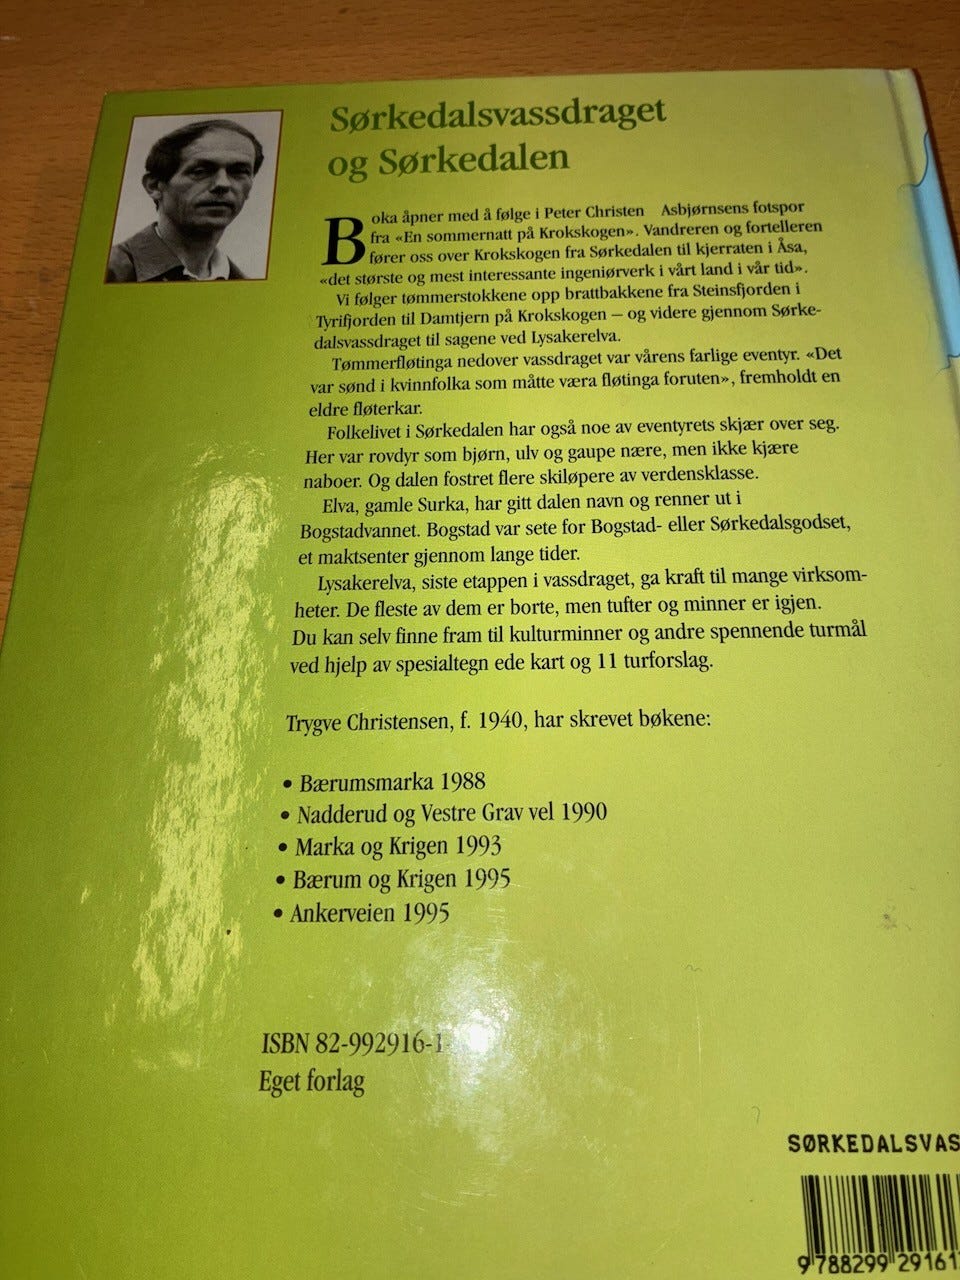 Sørkedalsvassdraget
og Sørkedalen
Boka åpner med å følge i Peter Christen Asbjørnsens fotspor
fra «En sommernatt på Krokskogen». Vandreren og fortelleren
fører oss over Krokskogen fra Sørkedalen til kjerraten i Åsa,
«det største og mest interessante ingeniørverk i vårt land i vår tid».
Vi følger tømmerstokkene opp brattbakkene fra Steinsfjorden i
Tyrifjorden til Damtjern på Krokskogen – og videre gjennom Sørke-
dalsvassdraget til sagene ved Lysakerelva.
Tømmerfløtinga nedover vassdraget var vårens farlige eventyr. «Det
var sønd i kvinnfolka som måtte væra fløtinga foruten», fremholdt en
eldre fløterkar.
Folkelivet i Sørkedalen har også noe av eventyrets skjær over seg.
Her var rovdyr som bjørn, ulv og gaupe nære, men ikke kjære
naboer. Og dalen fostret flere skiløpere av verdensklasse.
Elva, gamle Surka, har gitt dalen navn og renner ut i
Bogstadvannet. Bogstad var sete for Bogstad- eller Sørkedalsgodset,
et maktsenter gjennom lange tider.
Lysakerelva, siste etappen i vassdraget, ga kraft til mange virksom-
heter. De fleste av dem er borte, men tufter og minner er igjen.
Du kan selv finne fram til kulturminner og andre spennende turmål
ved hjelp av spesialtegn ede kart og 11 turforslag.
Trygve Christensen, f. 1940, har skrevet bøkene:
• Bærumsmarka 1988
• Nadderud og Vestre Grav vel 1990
• Marka og Krigen 1993
• Bærum og Krigen 1995
• Ankerveien 1995
ISBN 82-992916-1
Eget forlag
SØRKEDALSVAS
9 788299 29161